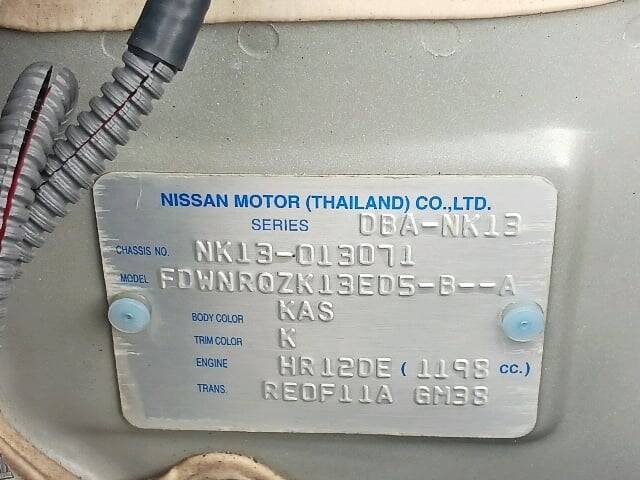 NISSAN MOTOR (THAILAND) CO.,LTD.
SERIES DBA-NK13
CHASSIS NO. NK13-013071
MODEL FDWNRQZK13ED5-B--A
BODY COLOR KAS
TRIM COLOR K
ENGINE HR12DE ( 1198 CC.)
TRANS. RE0F11A GM38